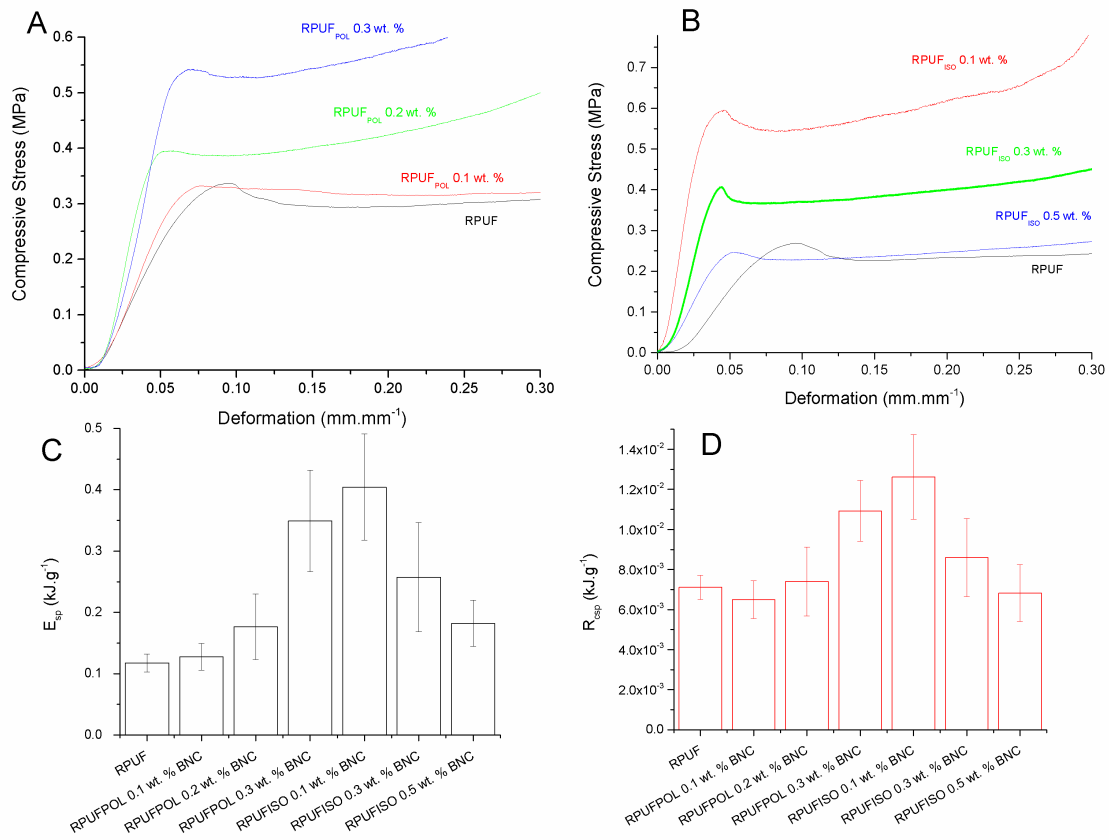 A
RPUF_POL 0.3 wt. %
RPUF_POL 0.2 wt. %
RPUF_POL 0.1 wt. %
RPUF
Compressive Stress (MPa)
0.6
0.5
0.4
0.3
0.2
0.1
0.0
0.00 0.05 0.10 0.15 0.20 0.25 0.30
Deformation (mm.mm⁻¹)
B
RPUF_ISO 0.1 wt. %
RPUF_ISO 0.3 wt. %
RPUF_ISO 0.5 wt. %
RPUF
Compressive Stress (MPa)
0.7
0.6
0.5
0.4
0.3
0.2
0.1
0.0
0.00 0.05 0.10 0.15 0.20 0.25 0.30
Deformation (mm.mm⁻¹)
C
E_sp (kJ.g⁻¹)
0.5
0.4
0.3
0.2
0.1
0.0
RPUF
RPUFPOL 0.1 wt. % BNC
RPUFPOL 0.2 wt. % BNC
RPUFPOL 0.3 wt. % BNC
RPUFISO 0.1 wt. % BNC
RPUFISO 0.3 wt. % BNC
RPUFISO 0.5 wt. % BNC
D
R_csp (kJ.g⁻¹)
1.4x10⁻²
1.2x10⁻²
1.0x10⁻²
8.0x10⁻³
6.0x10⁻³
4.0x10⁻³
2.0x10⁻³
0.0
RPUF
RPUFPOL 0.1 wt. % BNC
RPUFPOL 0.2 wt. % BNC
RPUFPOL 0.3 wt. % BNC
RPUFISO 0.1 wt. % BNC
RPUFISO 0.3 wt. % BNC
RPUFISO 0.5 wt. % BNC